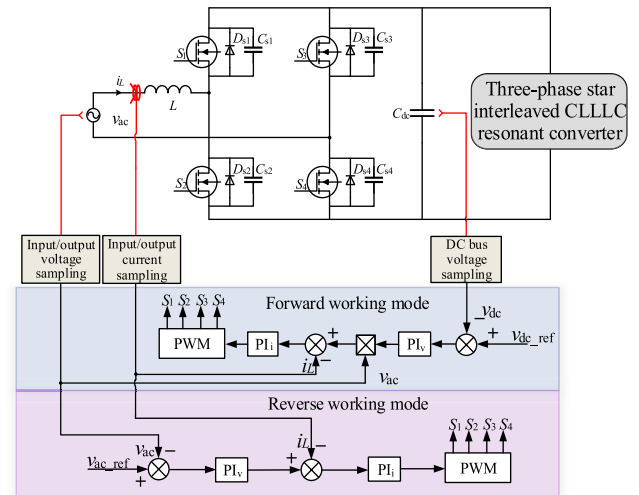 S1
Ds1
Cs1
S3
Ds3
Cs3
iL
L
vac
Cdc
Three-phase star
interleaved CLLLC
resonant converter
S2
Ds2
Cs2
S4
Ds4
Cs4
Input/output
voltage
sampling
Input/output
current
sampling
DC bus
voltage
sampling
Forward working mode
S1 S2 S3 S4
PWM
PIi
+
iL −
PIv
−vdc
+
vdc_ref
vac
Reverse working mode
vac −
vac_ref
+
PIv
iL −
+
PIi
S1 S2 S3 S4
PWM